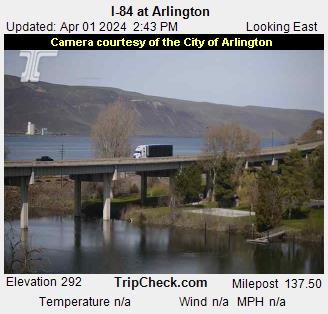 I-84 at Arlington
Updated: Apr 01 2024 2:43 PM Looking East
Camera courtesy of the City of Arlington
Elevation 292 TripCheck.com Milepost 137.50
Temperature n/a Wind n/a MPH n/a